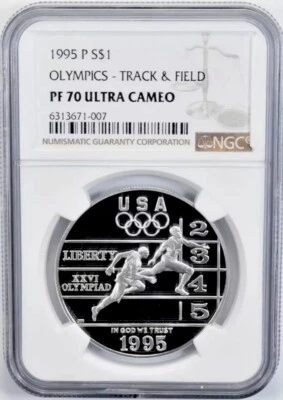 1995 P S$1
OLYMPICS - TRACK & FIELD
PF 70 ULTRA CAMEO
6313671-007
NUMISMATIC GUARANTY CORPORATION
NGC
USA
2
3
LIBERTY
4
XXVI
OLYMPIAD
5
IN GOD WE TRUST
1995